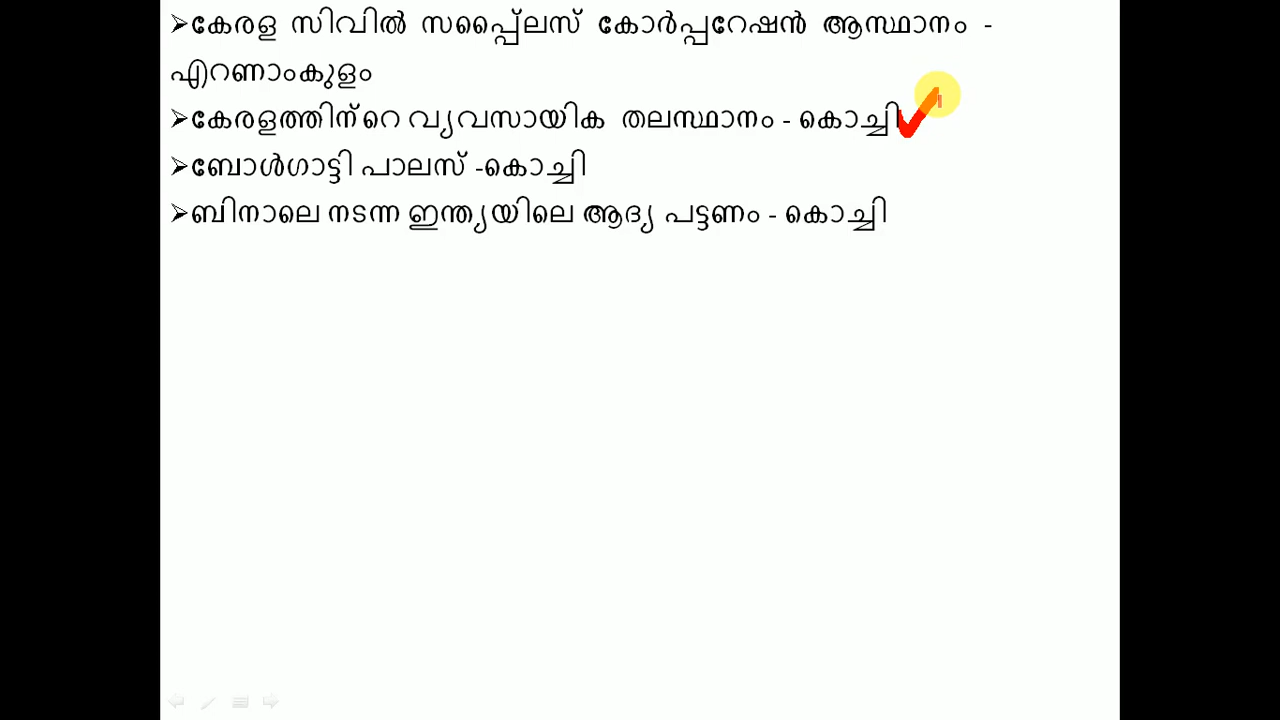 ➢കേരള സിവിൽ സപ്ലൈസ് കോർപ്പറേഷൻ ആസ്ഥാനം -
എറണാംകുളം
➢കേരളത്തിന്റെ വ്യവസായിക തലസ്ഥാനം - കൊച്ചി
➢ബോൾഗാട്ടി പാലസ് -കൊച്ചി
➢ബിനാലെ നടന്ന ഇന്ത്യയിലെ ആദ്യ പട്ടണം - കൊച്ചി